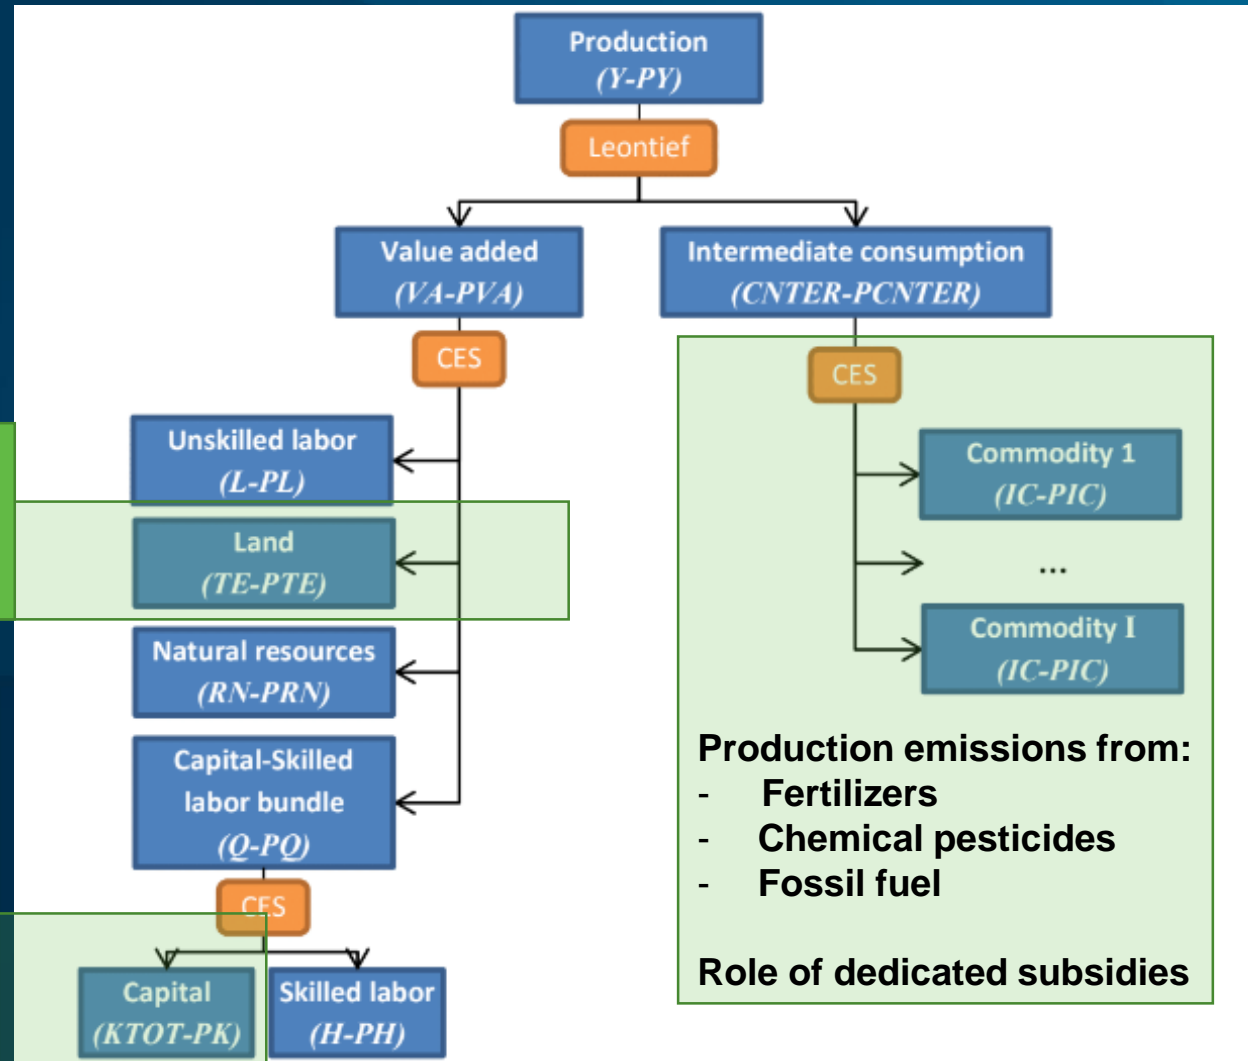 Production
(Y-PY)
Leontief
Value added
(VA-PVA)
Intermediate consumption
(CNTER-PCNTER)
CES
CES
Unskilled labor
(L-PL)
Land
(TE-PTE)
Natural resources
(RN-PRN)
Capital-Skilled
labor bundle
(Q-PQ)
CES
Capital
(KTOT-PK)
Skilled labor
(H-PH)
Commodity 1
(IC-PIC)
...
Commodity I
(IC-PIC)
Production emissions from:
- Fertilizers
- Chemical pesticides
- Fossil fuel
Role of dedicated subsidies